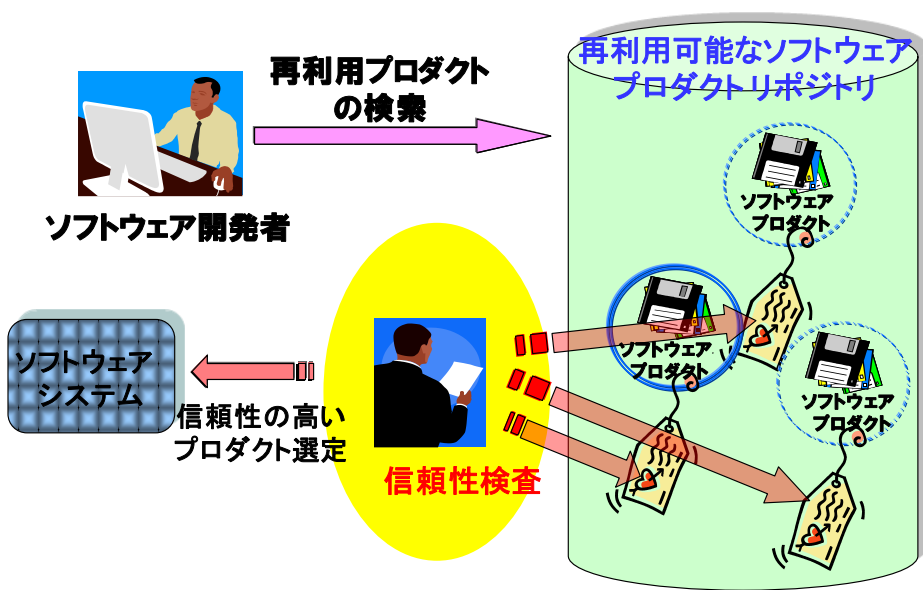 再利用可能なソフトウェア
プロダクトリポジトリ
再利用プロダクト
の検索
ソフトウェア開発者
ソフトウェア
プロダクト
ソフトウェア
プロダクト
ソフトウェア
プロダクト
ソフトウェア
システム
信頼性の高い
プロダクト選定
信頼性検査